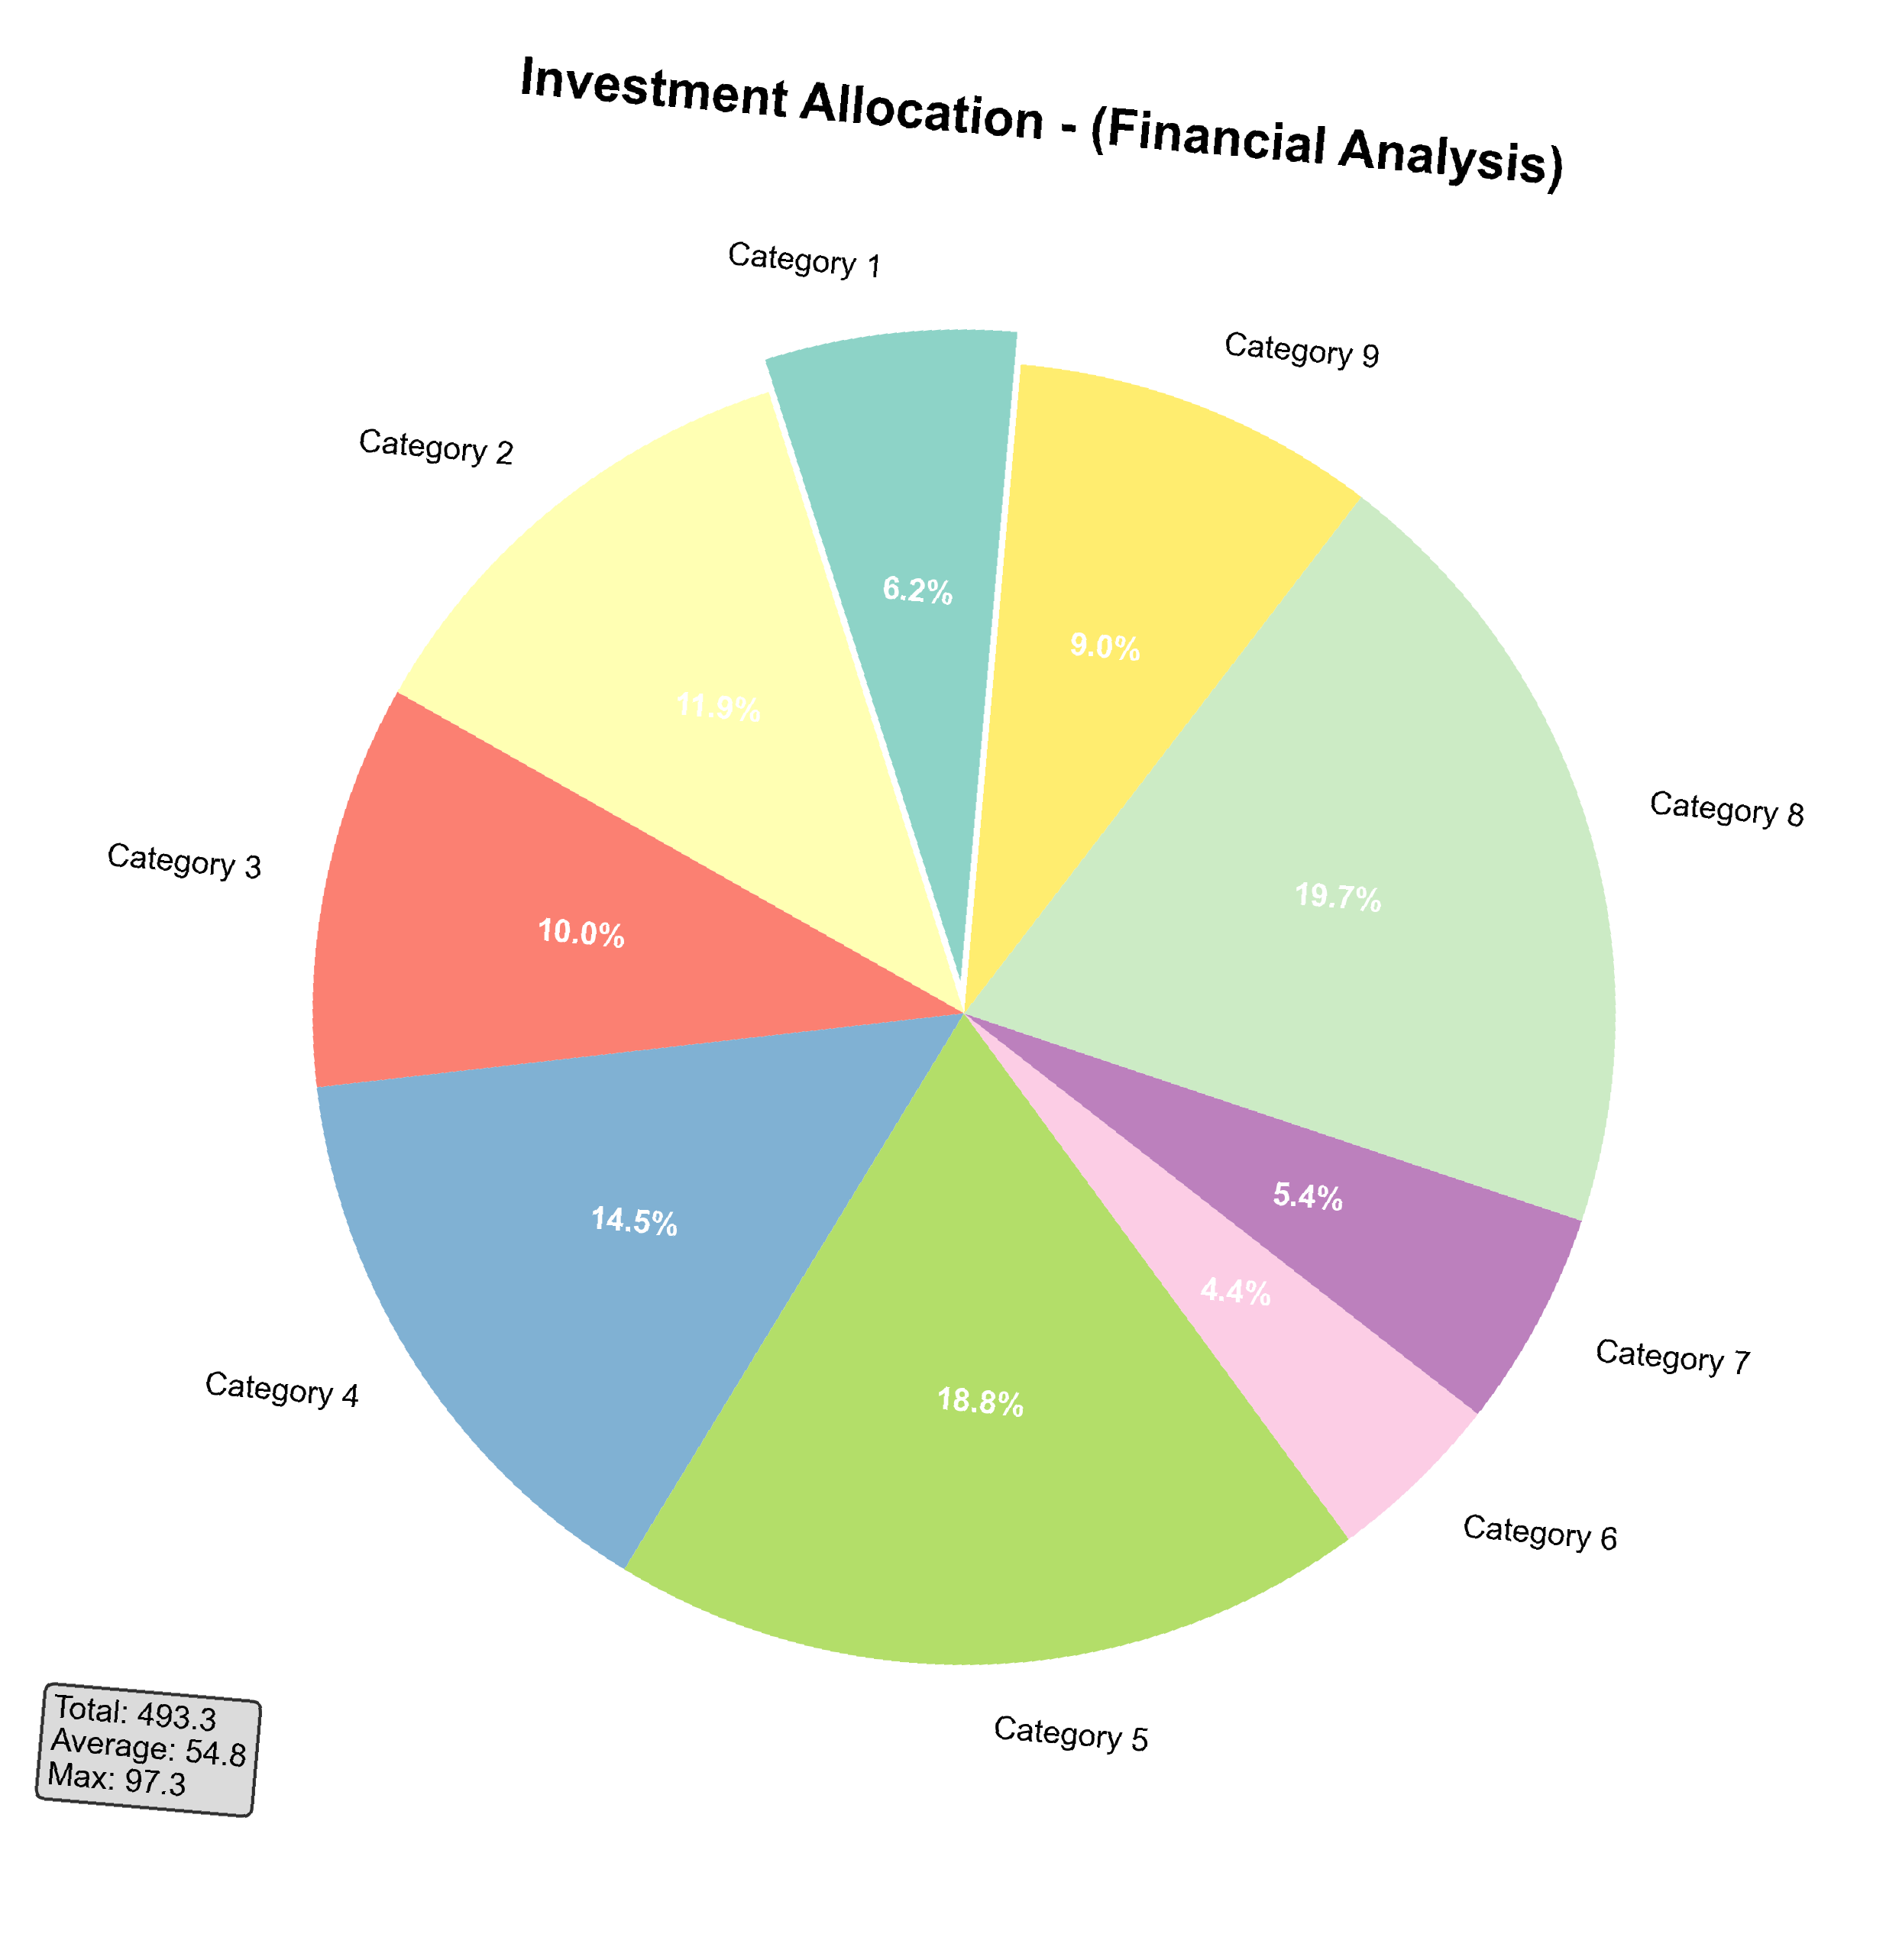 Investment Allocation - (Financial Analysis)
Category 1
Category 9
Category 2
6.2%
9.0%
11.9%
Category 8
Category 3
19.7%
10.0%
5.4%
14.5%
4.4%
Category 7
Category 4
18.8%
Category 6
Category 5
Total: 493.3
Average: 54.8
Max: 97.3